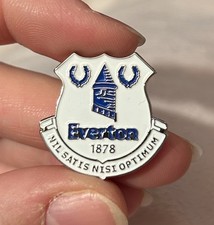 Everton
1878
NIL SATIS NISI OPTIMUM